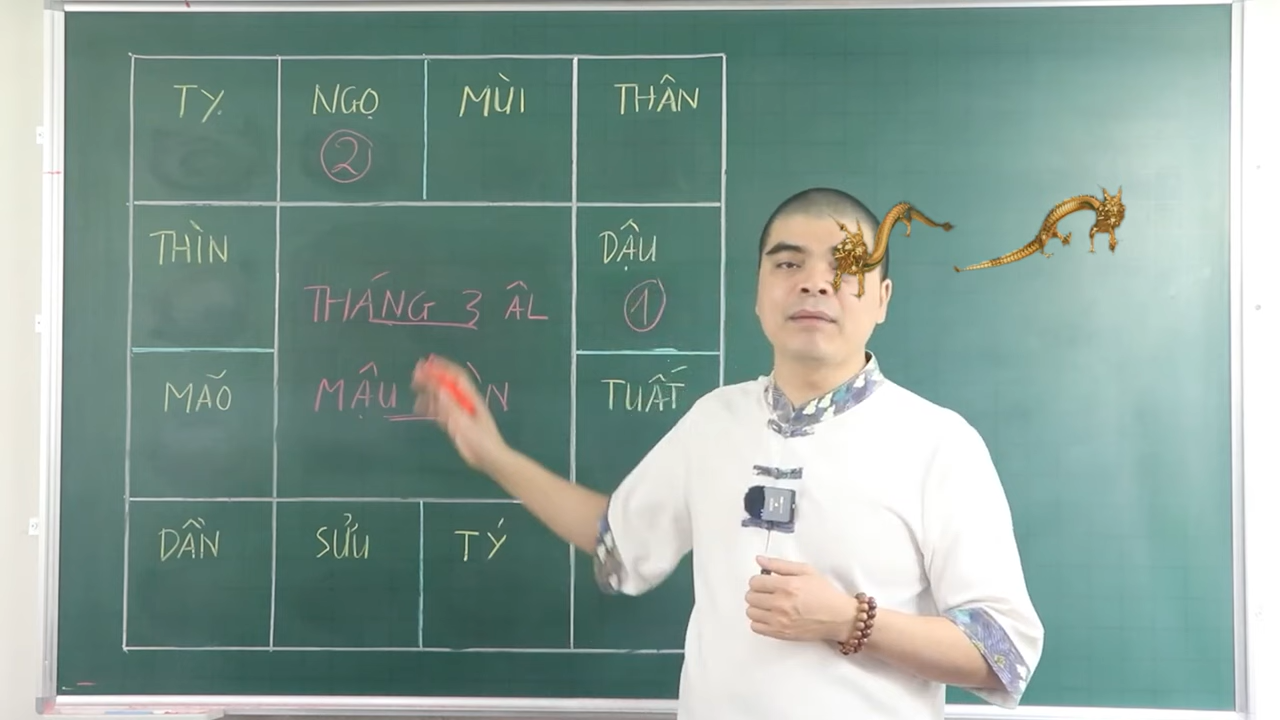 TỴ NGỌ MÙI THÂN
②
THÌN DẬU
①
THÁNG 3 ÂL
MẬU
MÃO TUẤT
DẦN SỬU TÝ